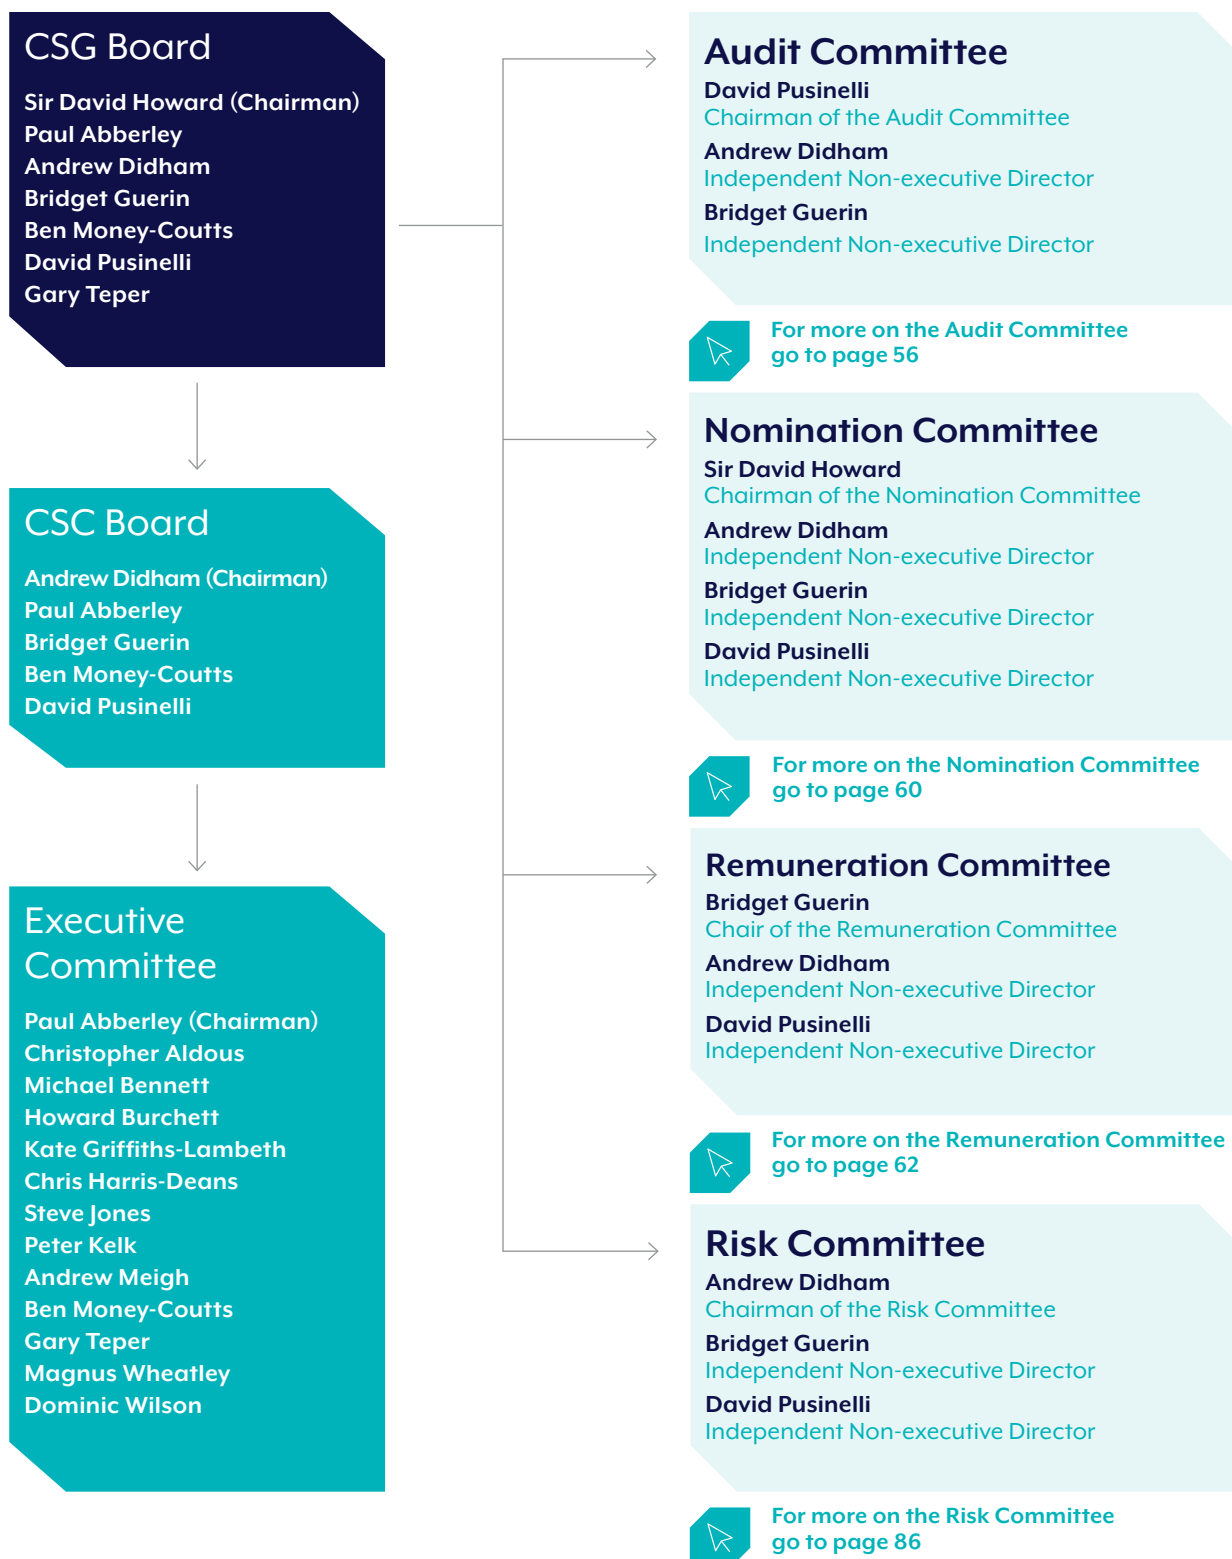 CSG Board
Sir David Howard (Chairman)
Paul Abberley
Andrew Didham
Bridget Guerin
Ben Money-Coutts
David Pusinelli
Gary Teper
CSC Board
Andrew Didham (Chairman)
Paul Abberley
Bridget Guerin
Ben Money-Coutts
David Pusinelli
Executive
Committee
Paul Abberley (Chairman)
Christopher Aldous
Michael Bennett
Howard Burchett
Kate Griffiths-Lambeth
Chris Harris-Deans
Steve Jones
Peter Kelk
Andrew Meigh
Ben Money-Coutts
Gary Teper
Magnus Wheatley
Dominic Wilson
Audit Committee
David Pusinelli
Chairman of the Audit Committee
Andrew Didham
Independent Non-executive Director
Bridget Guerin
Independent Non-executive Director
For more on the Audit Committee
go to page 56
Nomination Committee
Sir David Howard
Chairman of the Nomination Committee
Andrew Didham
Independent Non-executive Director
Bridget Guerin
Independent Non-executive Director
David Pusinelli
Independent Non-executive Director
For more on the Nomination Committee
go to page 60
Remuneration Committee
Bridget Guerin
Chair of the Remuneration Committee
Andrew Didham
Independent Non-executive Director
David Pusinelli
Independent Non-executive Director
For more on the Remuneration Committee
go to page 62
Risk Committee
Andrew Didham
Chairman of the Risk Committee
Bridget Guerin
Independent Non-executive Director
David Pusinelli
Independent Non-executive Director
For more on the Risk Committee
go to page 86